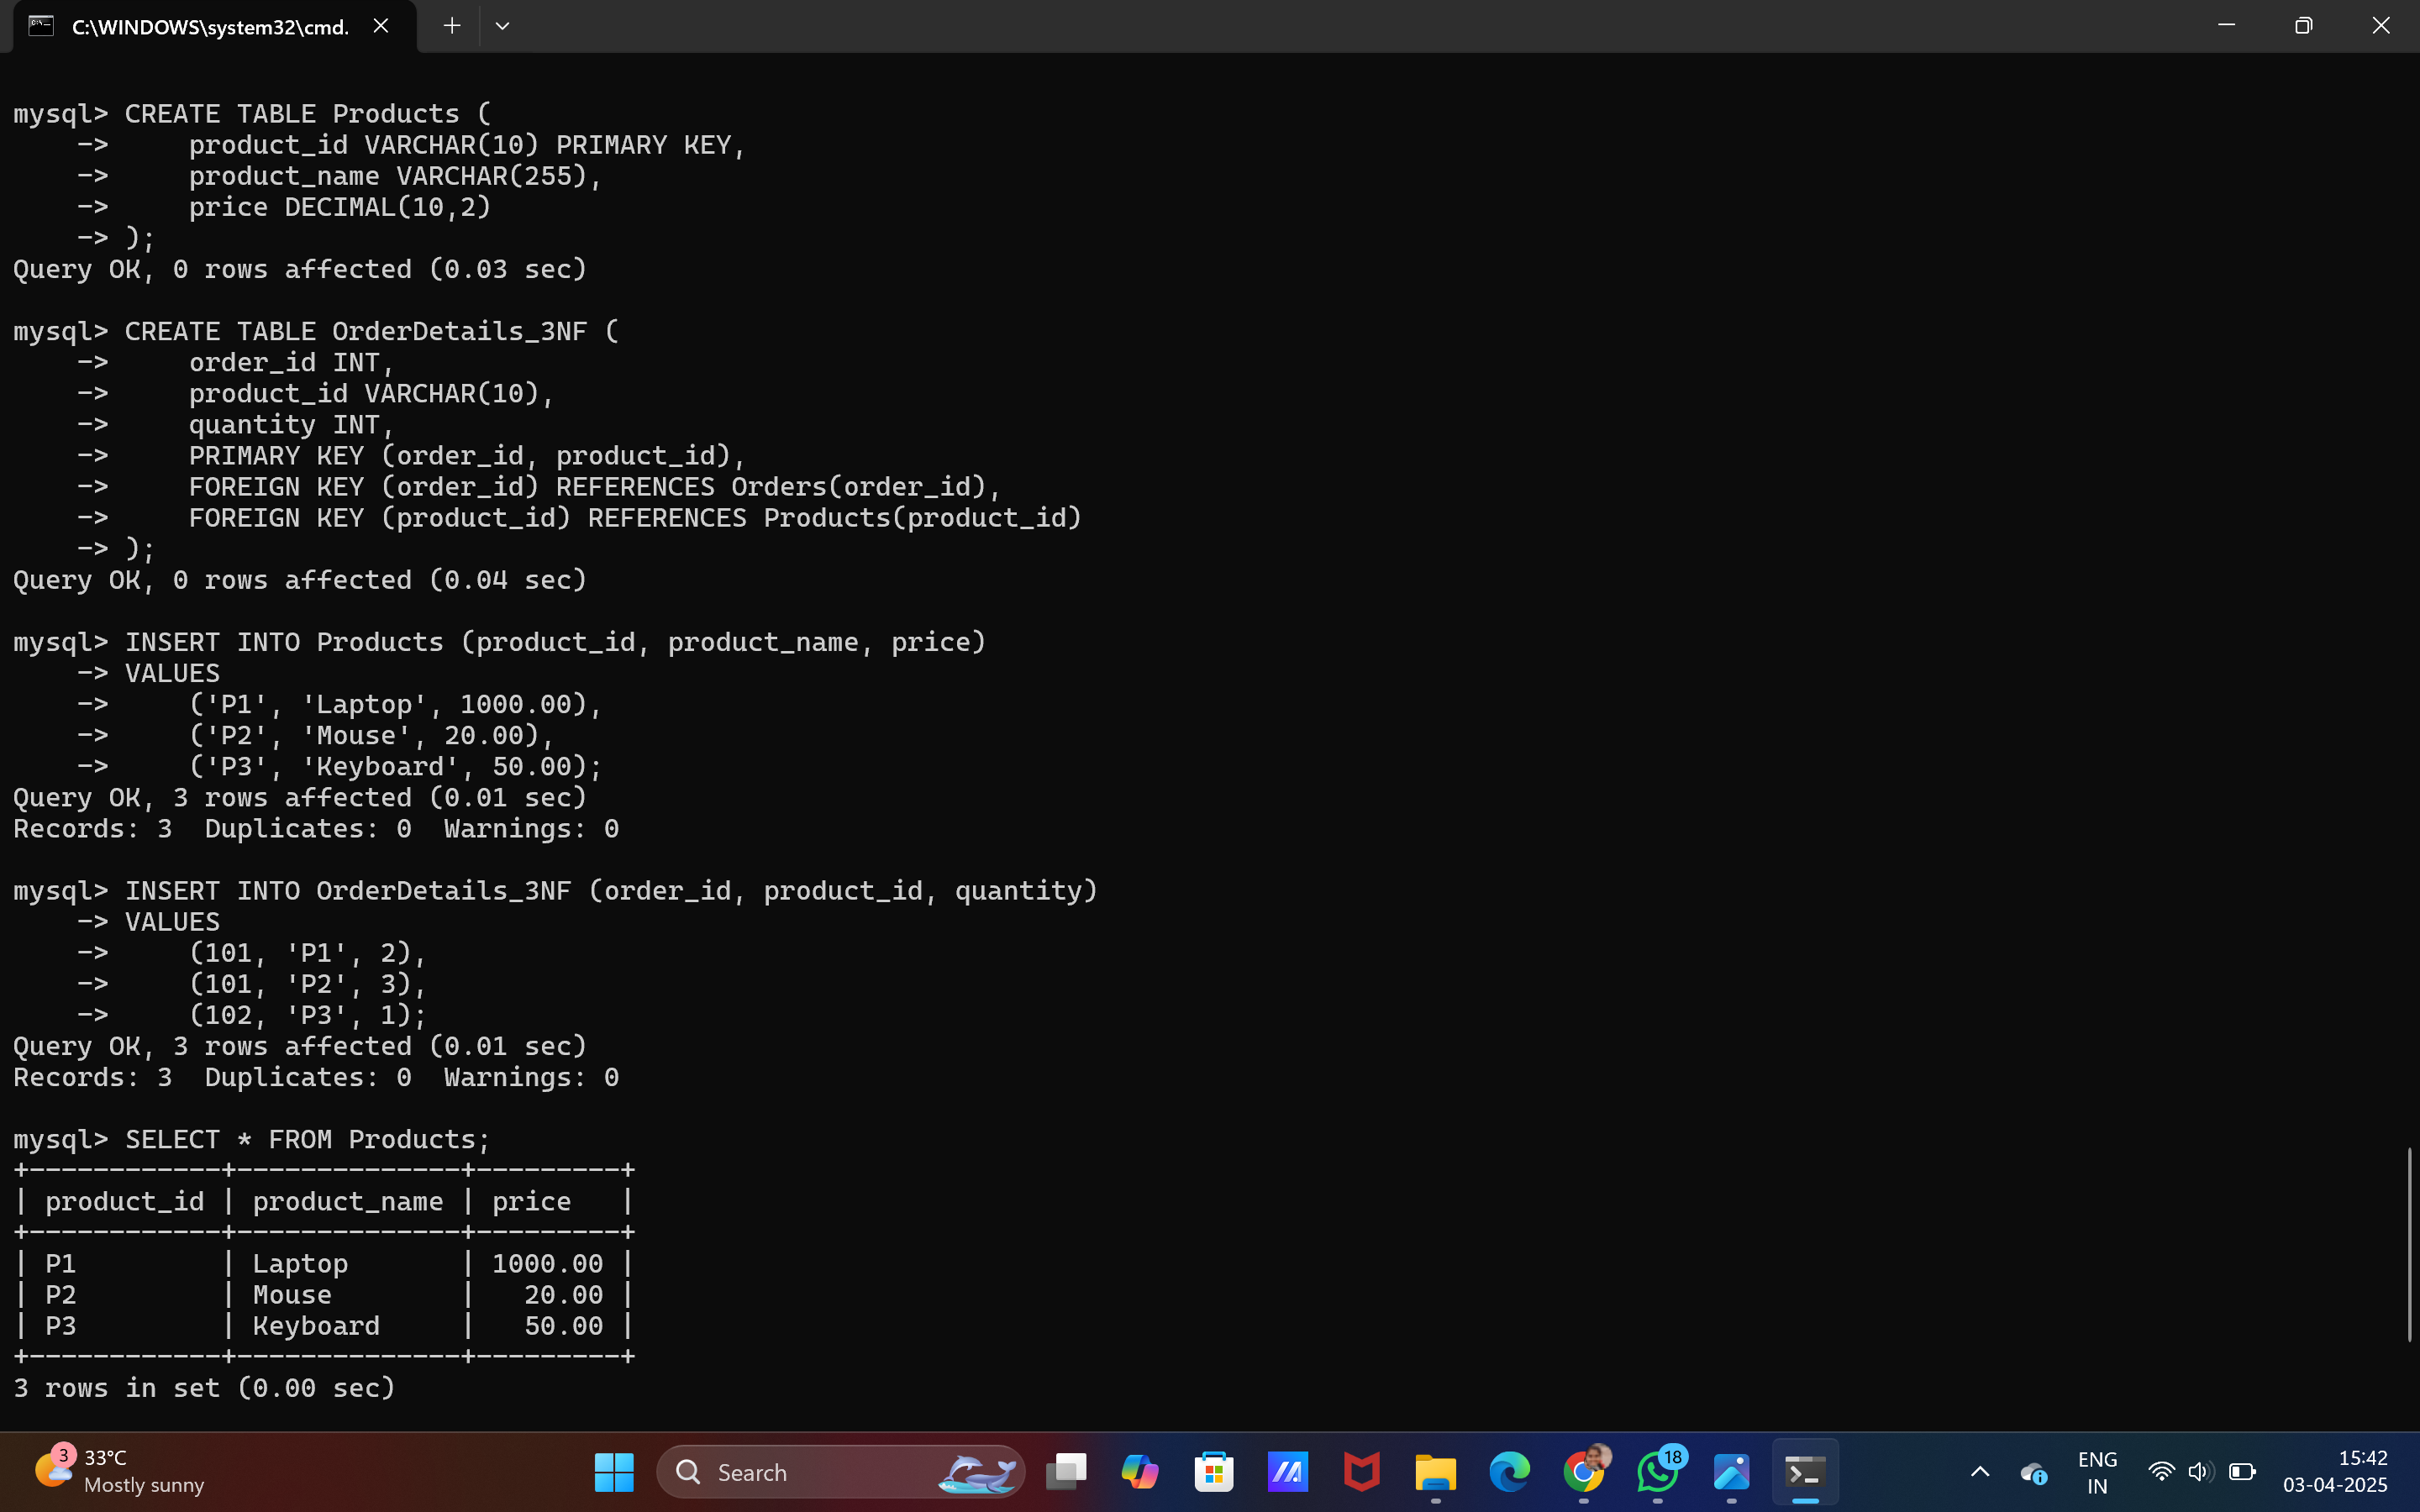 C:\WINDOWS\system32\cmd.
mysql> CREATE TABLE Products (
    ->     product_id VARCHAR(10) PRIMARY KEY,
    ->     product_name VARCHAR(255),
    ->     price DECIMAL(10,2)
    -> );
Query OK, 0 rows affected (0.03 sec)
mysql> CREATE TABLE OrderDetails_3NF (
    ->     order_id INT,
    ->     product_id VARCHAR(10),
    ->     quantity INT,
    ->     PRIMARY KEY (order_id, product_id),
    ->     FOREIGN KEY (order_id) REFERENCES Orders(order_id),
    ->     FOREIGN KEY (product_id) REFERENCES Products(product_id)
    -> );
Query OK, 0 rows affected (0.04 sec)
mysql> INSERT INTO Products (product_id, product_name, price)
    -> VALUES
    ->     ('P1', 'Laptop', 1000.00),
    ->     ('P2', 'Mouse', 20.00),
    ->     ('P3', 'Keyboard', 50.00);
Query OK, 3 rows affected (0.01 sec)
Records: 3  Duplicates: 0  Warnings: 0
mysql> INSERT INTO OrderDetails_3NF (order_id, product_id, quantity)
    -> VALUES
    ->     (101, 'P1', 2),
    ->     (101, 'P2', 3),
    ->     (102, 'P3', 1);
Query OK, 3 rows affected (0.01 sec)
Records: 3  Duplicates: 0  Warnings: 0
mysql> SELECT * FROM Products;
+------------+--------------+---------+
| product_id | product_name | price   |
+------------+--------------+---------+
| P1         | Laptop       | 1000.00 |
| P2         | Mouse        |   20.00 |
| P3         | Keyboard     |   50.00 |
+------------+--------------+---------+
3 rows in set (0.00 sec)
3
33°C
Mostly sunny
Search
18
ENG
IN
15:42
03-04-2025